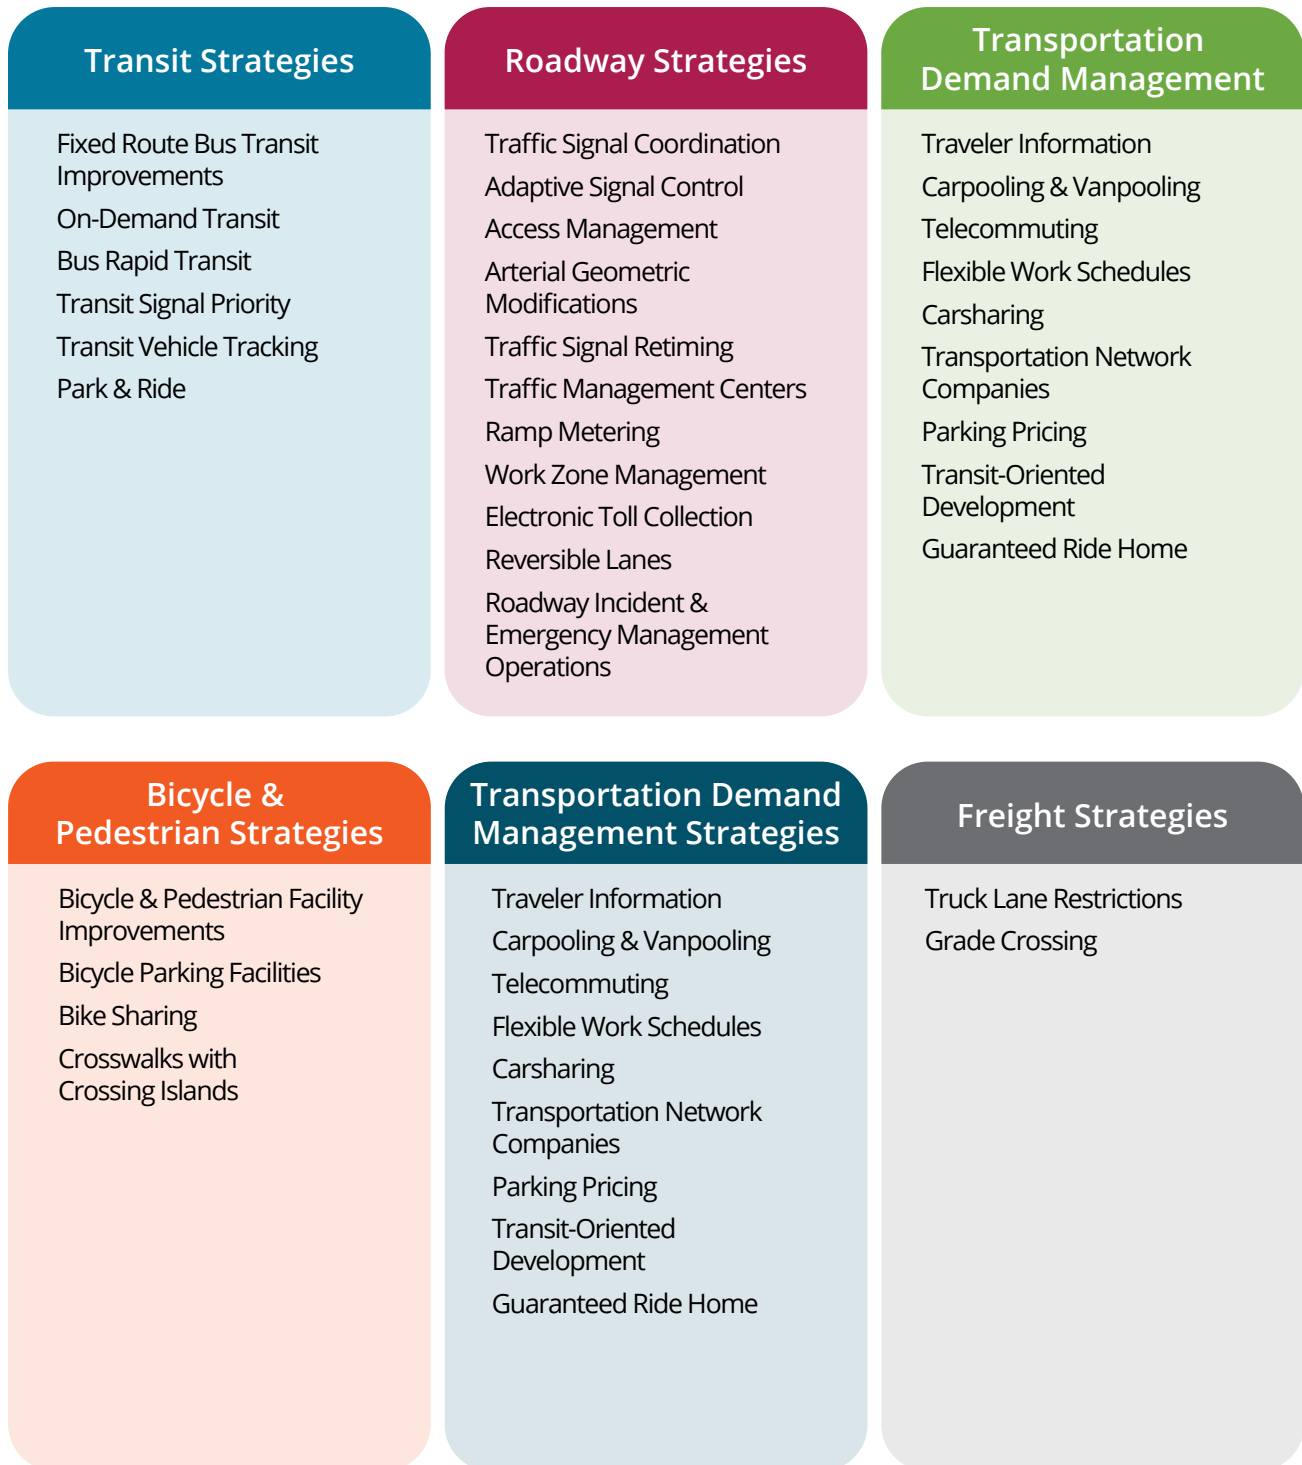 Transit Strategies
Fixed Route Bus Transit
Improvements
On-Demand Transit
Bus Rapid Transit
Transit Signal Priority
Transit Vehicle Tracking
Park & Ride
Roadway Strategies
Traffic Signal Coordination
Adaptive Signal Control
Access Management
Arterial Geometric
Modifications
Traffic Signal Retiming
Traffic Management Centers
Ramp Metering
Work Zone Management
Electronic Toll Collection
Reversible Lanes
Roadway Incident &
Emergency Management
Operations
Transportation
Demand Management
Traveler Information
Carpooling & Vanpooling
Telecommuting
Flexible Work Schedules
Carsharing
Transportation Network
Companies
Parking Pricing
Transit-Oriented
Development
Guaranteed Ride Home
Bicycle &
Pedestrian Strategies
Bicycle & Pedestrian Facility
Improvements
Bicycle Parking Facilities
Bike Sharing
Crosswalks with
Crossing Islands
Transportation Demand
Management Strategies
Traveler Information
Carpooling & Vanpooling
Telecommuting
Flexible Work Schedules
Carsharing
Transportation Network
Companies
Parking Pricing
Transit-Oriented
Development
Guaranteed Ride Home
Freight Strategies
Truck Lane Restrictions
Grade Crossing